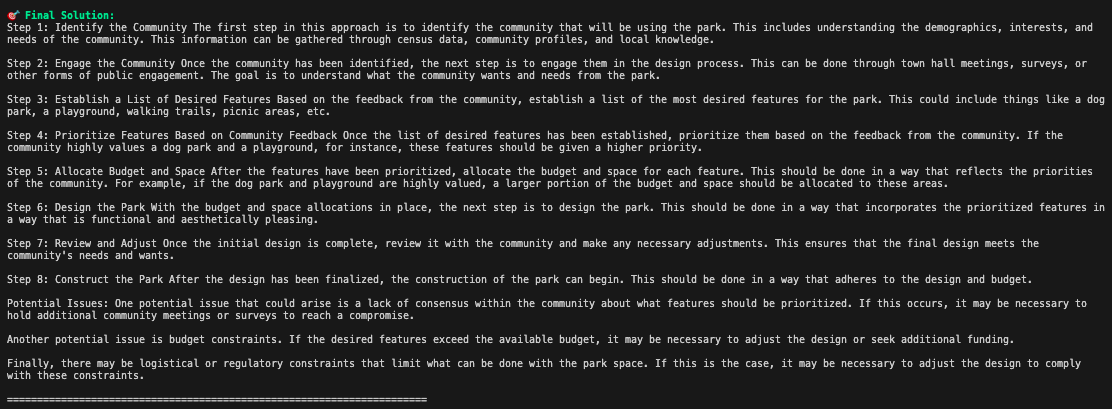 🎯 Final Solution:
Step 1: Identify the Community The first step in this approach is to identify the community that will be using the park. This includes understanding the demographics, interests, and
needs of the community. This information can be gathered through census data, community profiles, and local knowledge.
Step 2: Engage the Community Once the community has been identified, the next step is to engage them in the design process. This can be done through town hall meetings, surveys, or
other forms of public engagement. The goal is to understand what the community wants and needs from the park.
Step 3: Establish a List of Desired Features Based on the feedback from the community, establish a list of the most desired features for the park. This could include things like a dog
park, a playground, walking trails, picnic areas, etc.
Step 4: Prioritize Features Based on Community Feedback Once the list of desired features has been established, prioritize them based on the feedback from the community. If the
community highly values a dog park and a playground, for instance, these features should be given a higher priority.
Step 5: Allocate Budget and Space After the features have been prioritized, allocate the budget and space for each feature. This should be done in a way that reflects the priorities
of the community. For example, if the dog park and playground are highly valued, a larger portion of the budget and space should be allocated to these areas.
Step 6: Design the Park With the budget and space allocations in place, the next step is to design the park. This should be done in a way that incorporates the prioritized features in
a way that is functional and aesthetically pleasing.
Step 7: Review and Adjust Once the initial design is complete, review it with the community and make any necessary adjustments. This ensures that the final design meets the
community's needs and wants.
Step 8: Construct the Park After the design has been finalized, the construction of the park can begin. This should be done in a way that adheres to the design and budget.
Potential Issues: One potential issue that could arise is a lack of consensus within the community about what features should be prioritized. If this occurs, it may be necessary to
hold additional community meetings or surveys to reach a compromise.
Another potential issue is budget constraints. If the desired features exceed the available budget, it may be necessary to adjust the design or seek additional funding.
Finally, there may be logistical or regulatory constraints that limit what can be done with the park space. If this is the case, it may be necessary to adjust the design to comply
with these constraints.
======================================================================